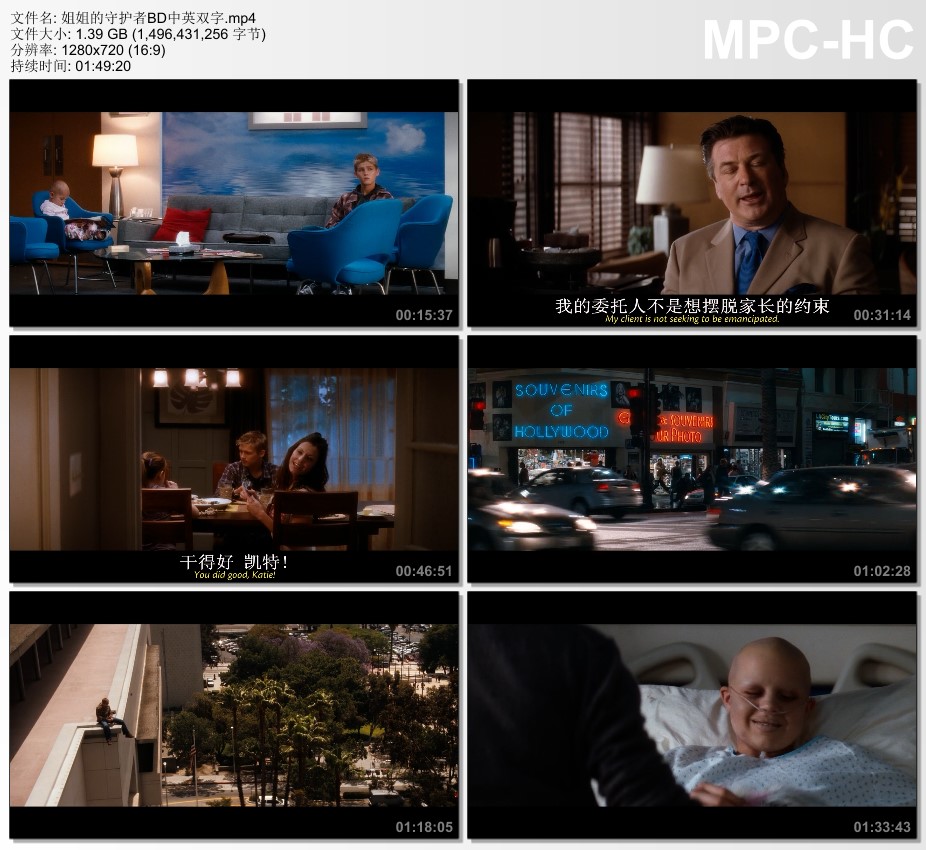 文件名: 姐姐的守护者BD中英双字.mp4
文件大小: 1.39 GB (1,496,431,256 字节)
分辨率: 1280x720 (16:9)
持续时间: 01:49:20
MPC-HC
00:15:37
我的委托人不是想摆脱家长的约束
My client is not seeking to be emancipated.
00:31:14
干得好 凯特!
You did good, Katie!
00:46:51
SOUVENIRS
OF
HOLLYWOOD
SOUVENIRS
PHOTO
01:02:28
01:18:05
01:33:43